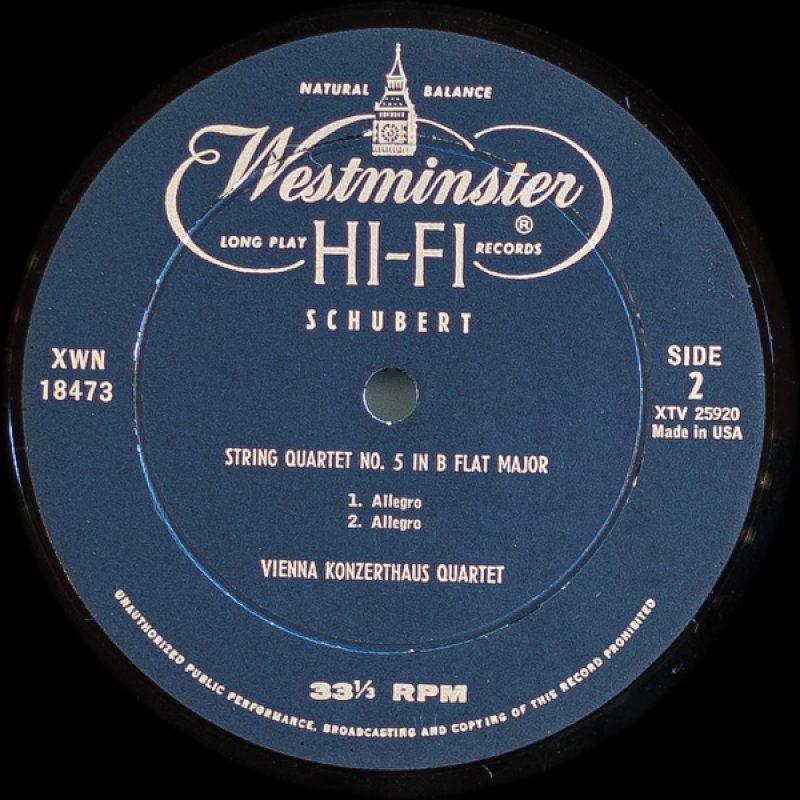 NATURAL BALANCE
Westminster ®
LONG PLAY HI-FI RECORDS
SCHUBERT
XWN
18473
SIDE
2
XTV 25920
Made in USA
STRING QUARTET NO. 5 IN B FLAT MAJOR
1. Allegro
2. Allegro
VIENNA KONZERTHAUS QUARTET
33⅓ RPM
UNAUTHORIZED PUBLIC PERFORMANCE, BROADCASTING AND COPYING OF THIS RECORD PROHIBITED